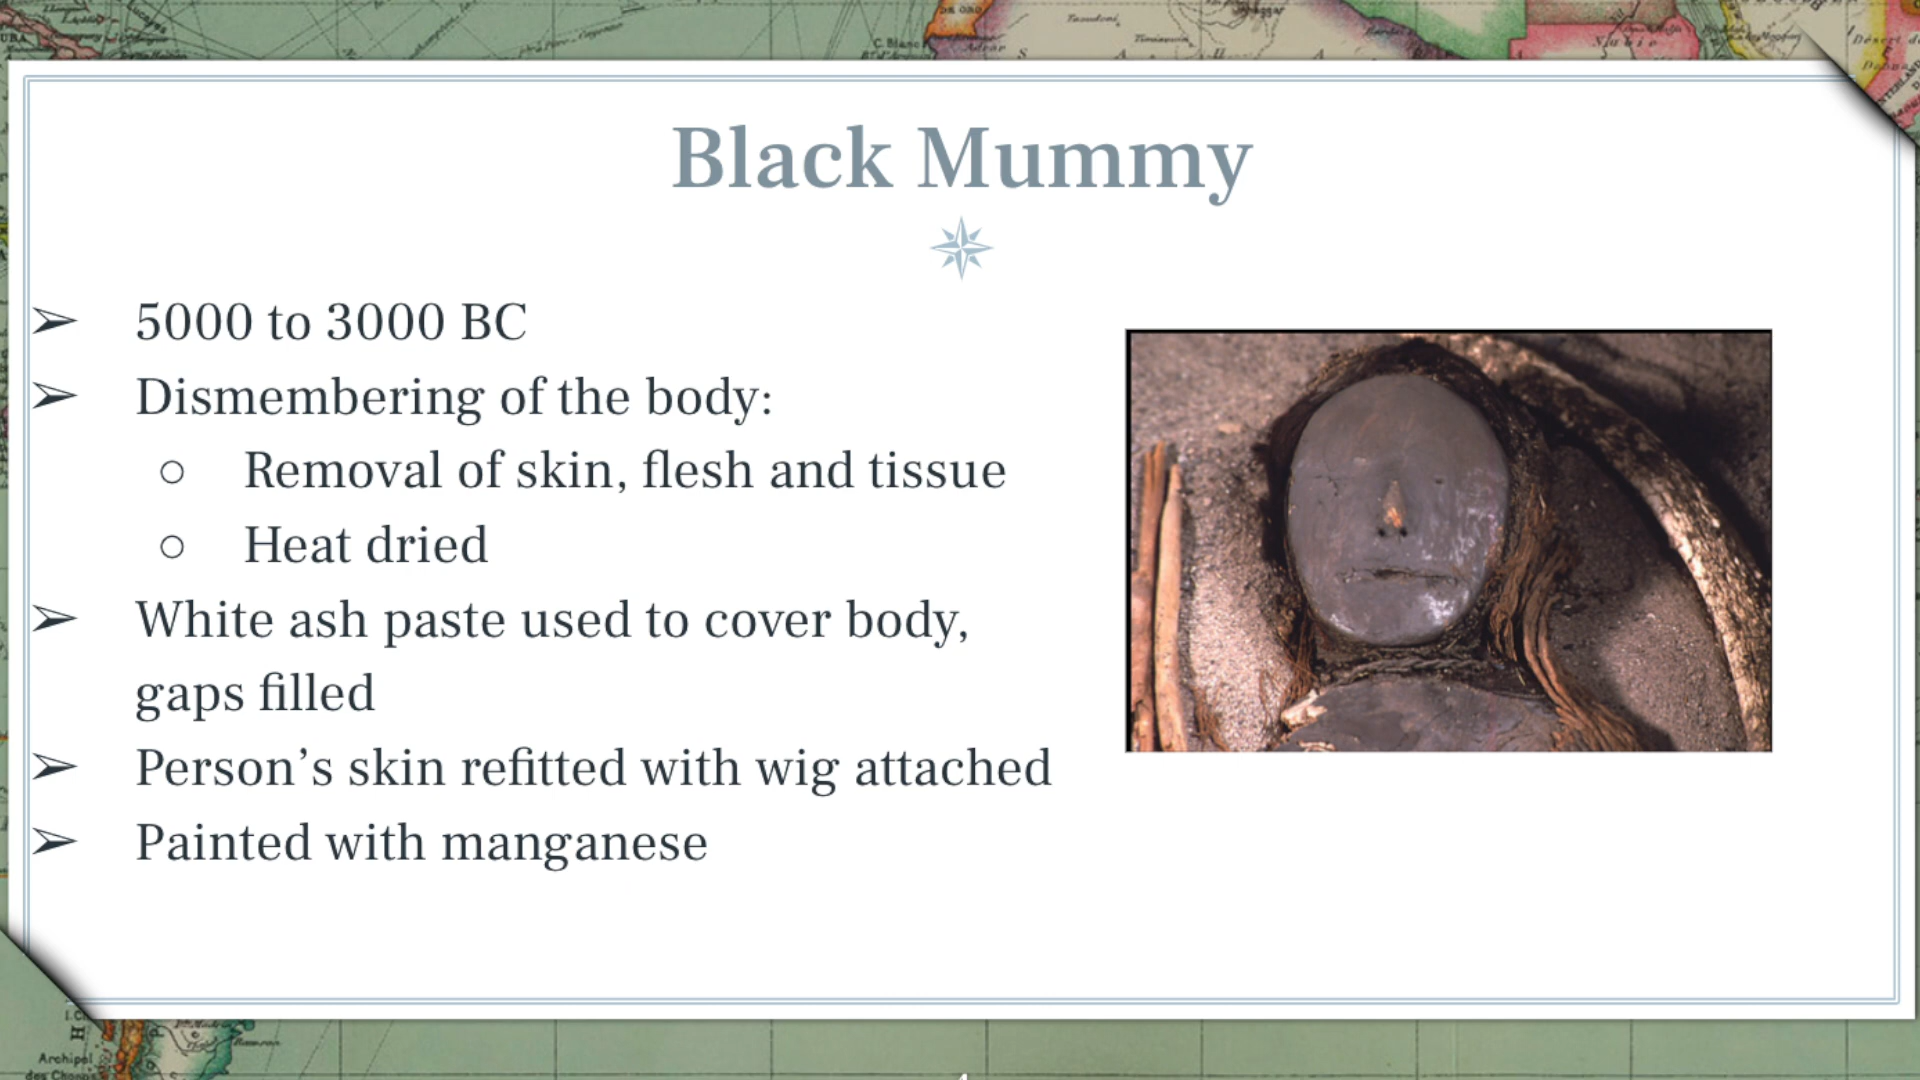 Black Mummy
➢ 5000 to 3000 BC
➢ Dismembering of the body:
○ Removal of skin, flesh and tissue
○ Heat dried
➢ White ash paste used to cover body,
gaps filled
➢ Person’s skin refitted with wig attached
➢ Painted with manganese
Archipel